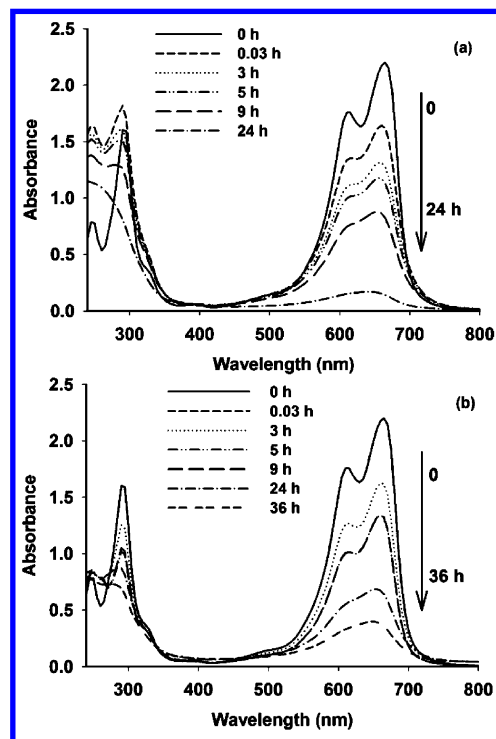 (a)
0 h
0.03 h
3 h
5 h
9 h
24 h
0
24 h
2.5
2.0
1.5
1.0
0.5
0.0
Absorbance
300 400 500 600 700 800
Wavelength (nm)
(b)
0 h
0.03 h
3 h
5 h
9 h
24 h
36 h
0
36 h
2.5
2.0
1.5
1.0
0.5
0.0
Absorbance
300 400 500 600 700 800
Wavelength (nm)